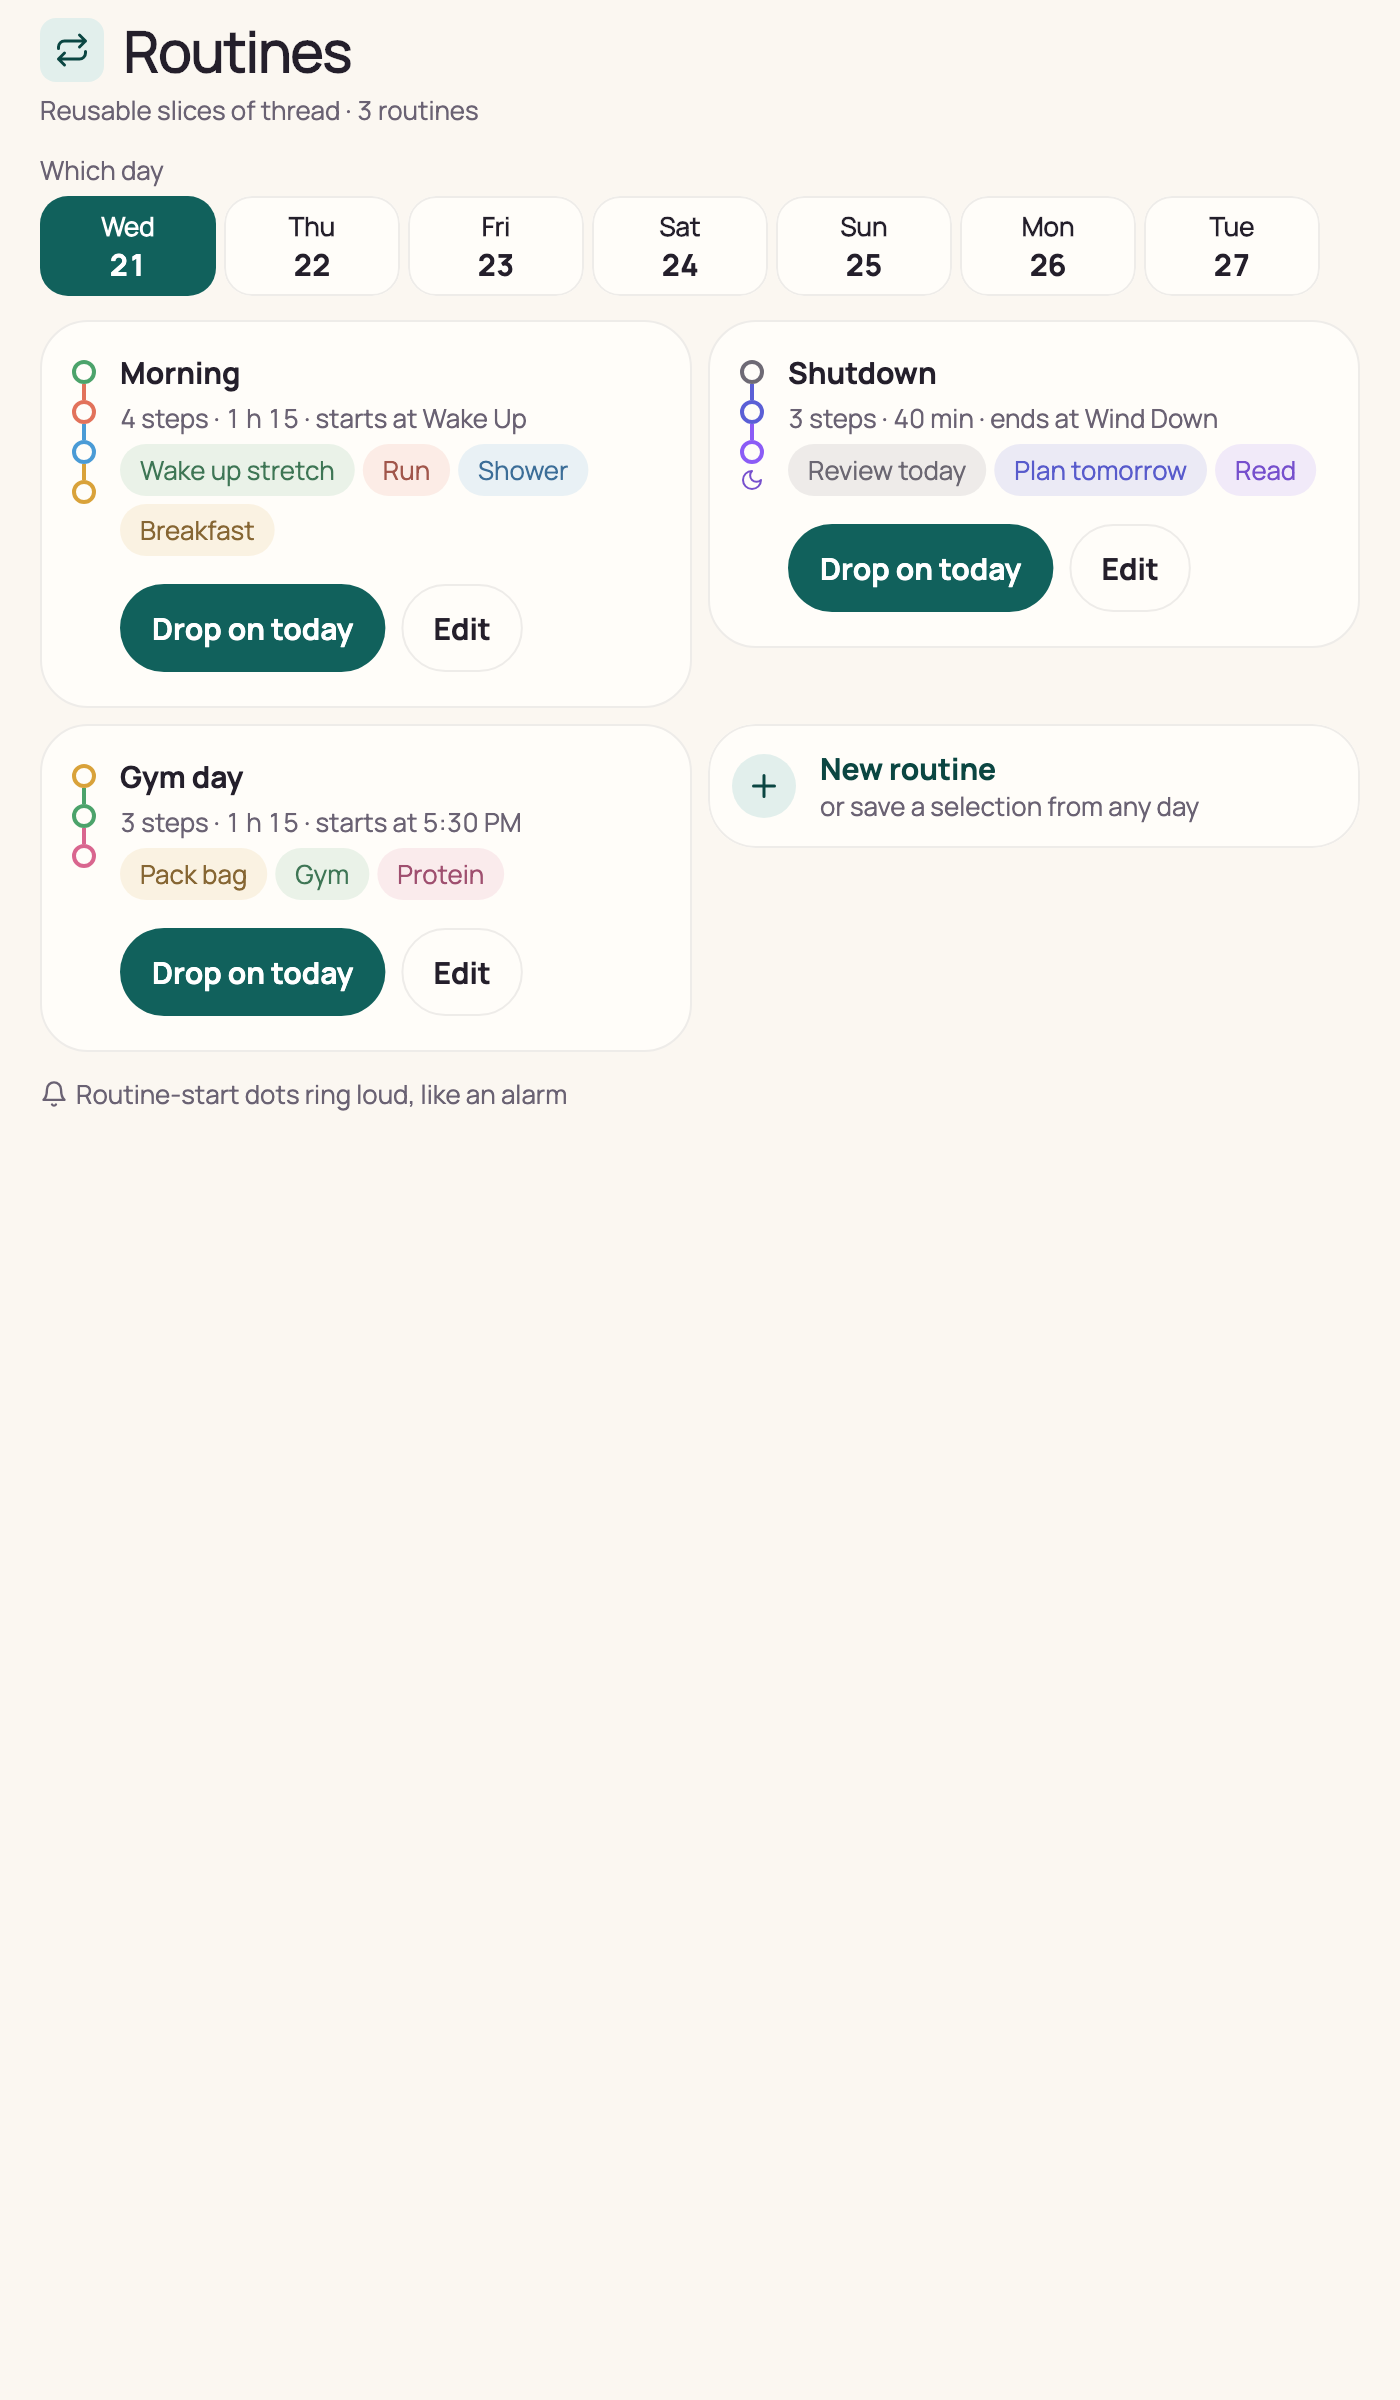 Routines
Reusable slices of thread · 3 routines
Which day
Wed
21
Thu
22
Fri
23
Sat
24
Sun
25
Mon
26
Tue
27
Morning
4 steps · 1 h 15 · starts at Wake Up
Wake up stretch
Run
Shower
Breakfast
Drop on today
Edit
Shutdown
3 steps · 40 min · ends at Wind Down
Review today
Plan tomorrow
Read
Drop on today
Edit
Gym day
3 steps · 1 h 15 · starts at 5:30 PM
Pack bag
Gym
Protein
Drop on today
Edit
New routine
or save a selection from any day
Routine-start dots ring loud, like an alarm